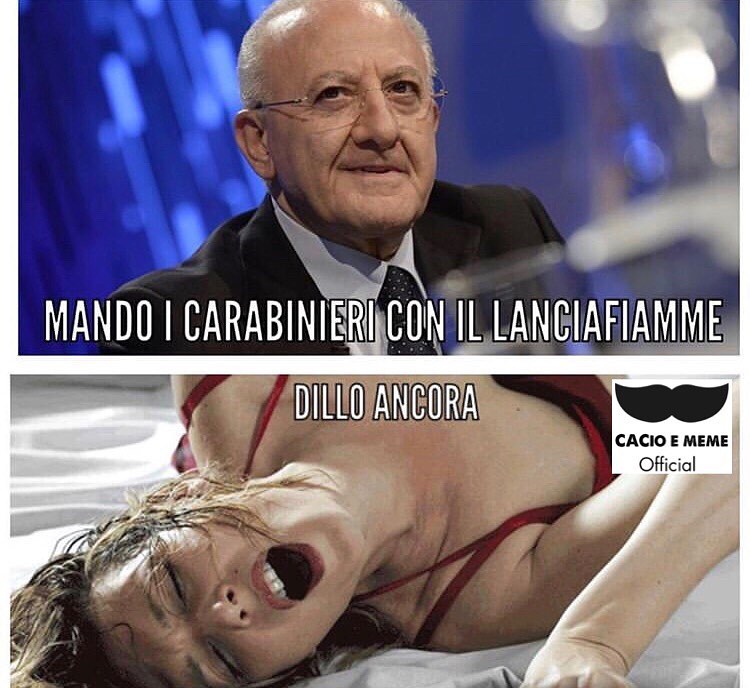 MANDO I CARABINIERI CON IL LANCIAFIAMME
DILLO ANCORA
CACIO E MEME
Official